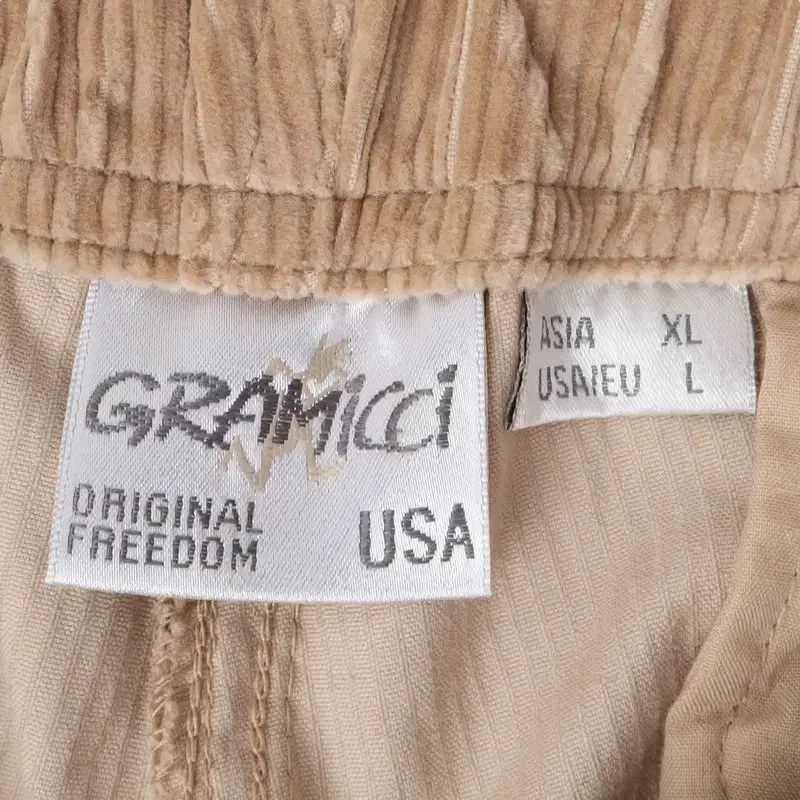 GRAMICCI
ORIGINAL
FREEDOM
USA
ASIA XL
USA/EU L